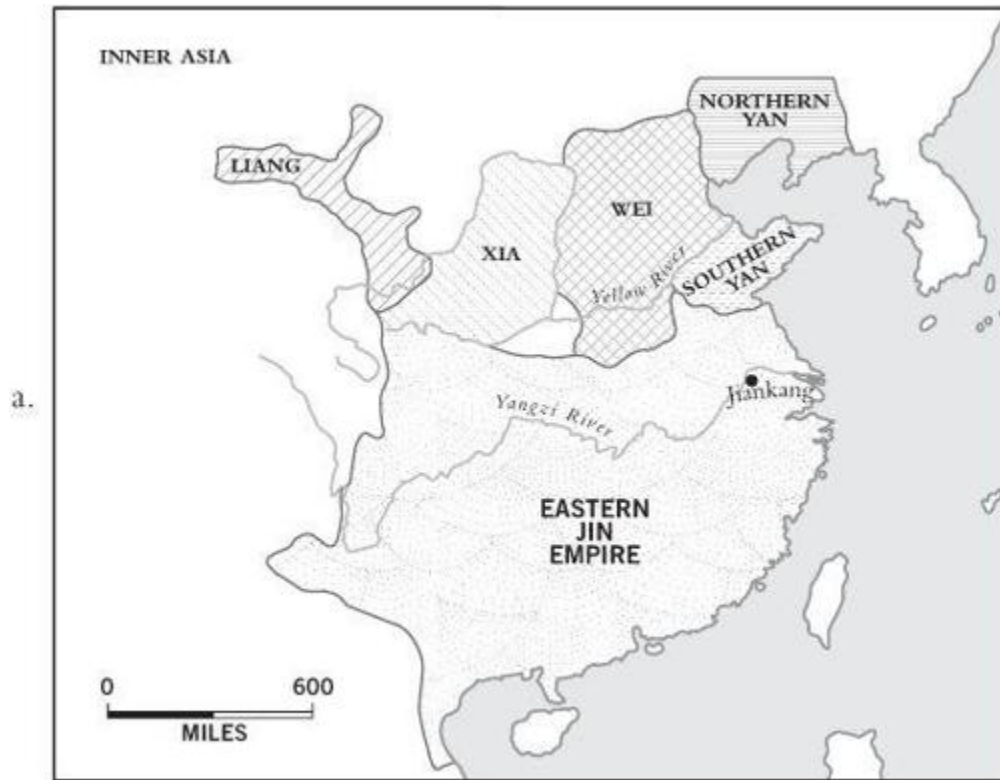 INNER ASIA
NORTHERN
YAN
LIANG
WEI
XIA
SOUTHERN
YAN
Yellow River
a.
Jiankang
Yangzi River
EASTERN
JIN
EMPIRE
0 600
MILES